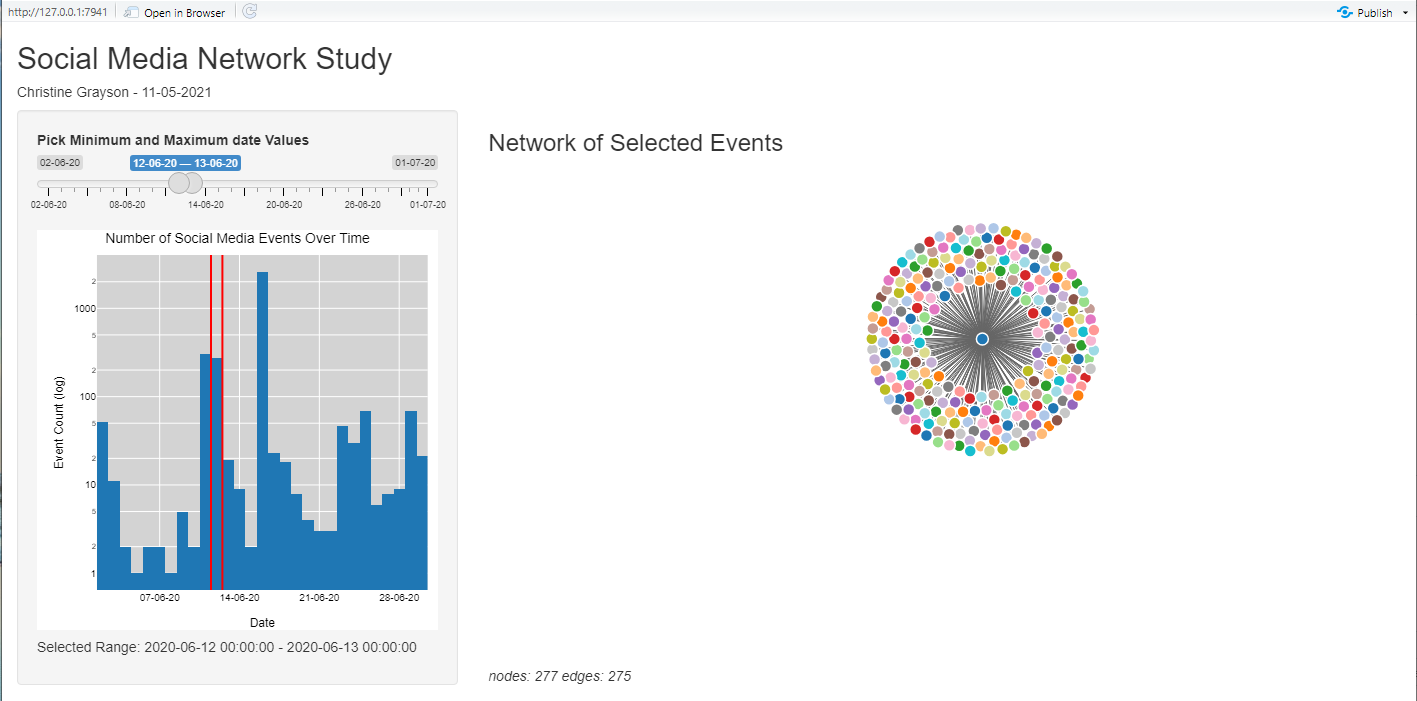 http://127.0.0.1:7941 Open in Browser Publish
Social Media Network Study
Christine Grayson - 11-05-2021
Pick Minimum and Maximum date Values
02-06-20 12-06-20 — 13-06-20 01-07-20
02-06-20 08-06-20 14-06-20 20-06-20 26-06-20 01-07-20
Network of Selected Events
Number of Social Media Events Over Time
Event Count (log)
2
1000
5
2
100
5
2
10
5
2
1
07-06-20 14-06-20 21-06-20 28-06-20
Date
Selected Range: 2020-06-12 00:00:00 - 2020-06-13 00:00:00
nodes: 277 edges: 275